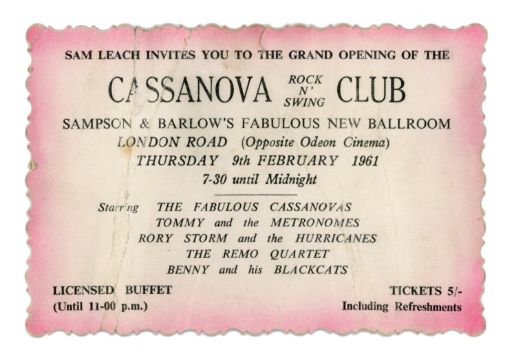 SAM LEACH INVITES YOU TO THE GRAND OPENING OF THE
CASSANOVA ROCK N' SWING CLUB
SAMPSON & BARLOW'S FABULOUS NEW BALLROOM
LONDON ROAD (Opposite Odeon Cinema)
THURSDAY 9th FEBRUARY 1961
7-30 until Midnight
Starring THE FABULOUS CASSANOVAS
TOMMY and the METRONOMES
RORY STORM and the HURRICANES
THE REMO QUARTET
BENNY and his BLACKCATS
LICENSED BUFFET
(Until 11-00 p.m.)
TICKETS 5/-
Including Refreshments